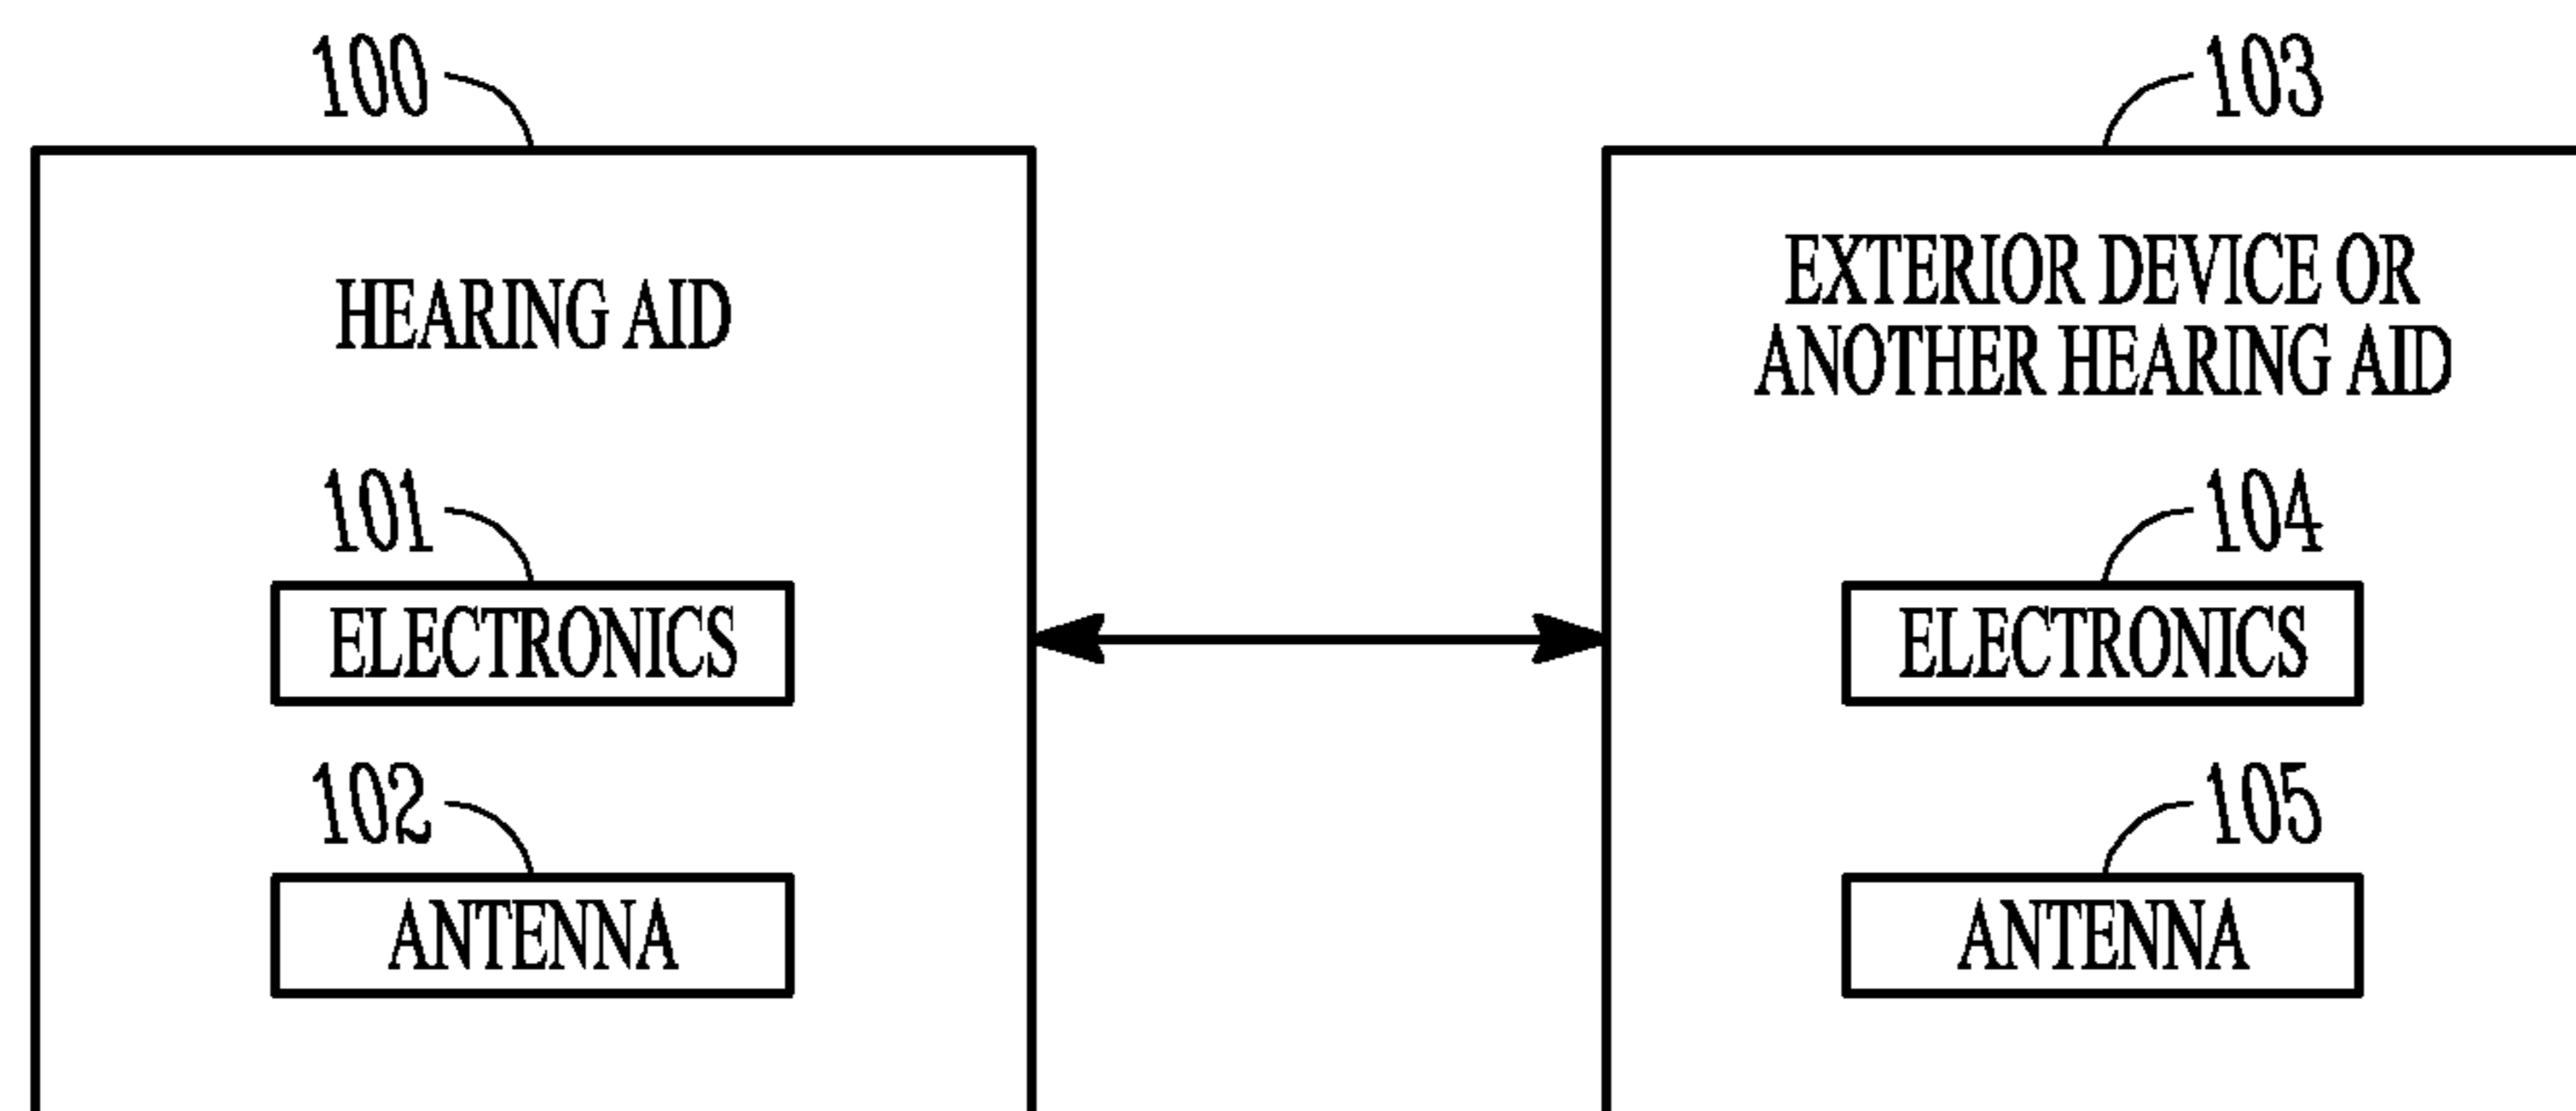 100
HEARING AID
101
ELECTRONICS
102
ANTENNA
103
EXTERIOR DEVICE OR
ANOTHER HEARING AID
104
ELECTRONICS
105
ANTENNA